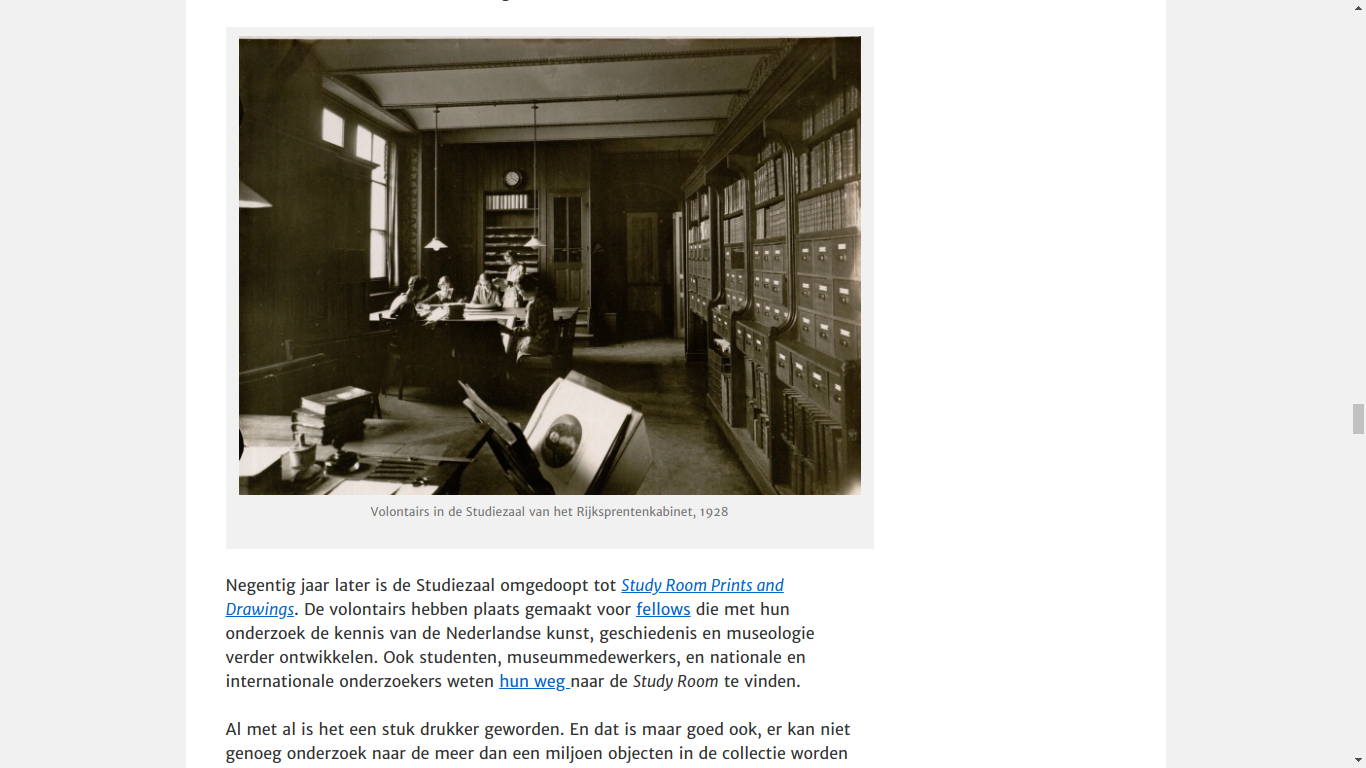 Volontairs in de Studiezaal van het Rijksprentenkabinet, 1928
Negentig jaar later is de Studiezaal omgedoopt tot Study Room Prints and
Drawings. De volontairs hebben plaats gemaakt voor fellows die met hun
onderzoek de kennis van de Nederlandse kunst, geschiedenis en museologie
verder ontwikkelen. Ook studenten, museummedewerkers, en nationale en
internationale onderzoekers weten hun weg naar de Study Room te vinden.
Al met al is het een stuk drukker geworden. En dat is maar goed ook, er kan niet
genoeg onderzoek naar de meer dan een miljoen objecten in de collectie worden